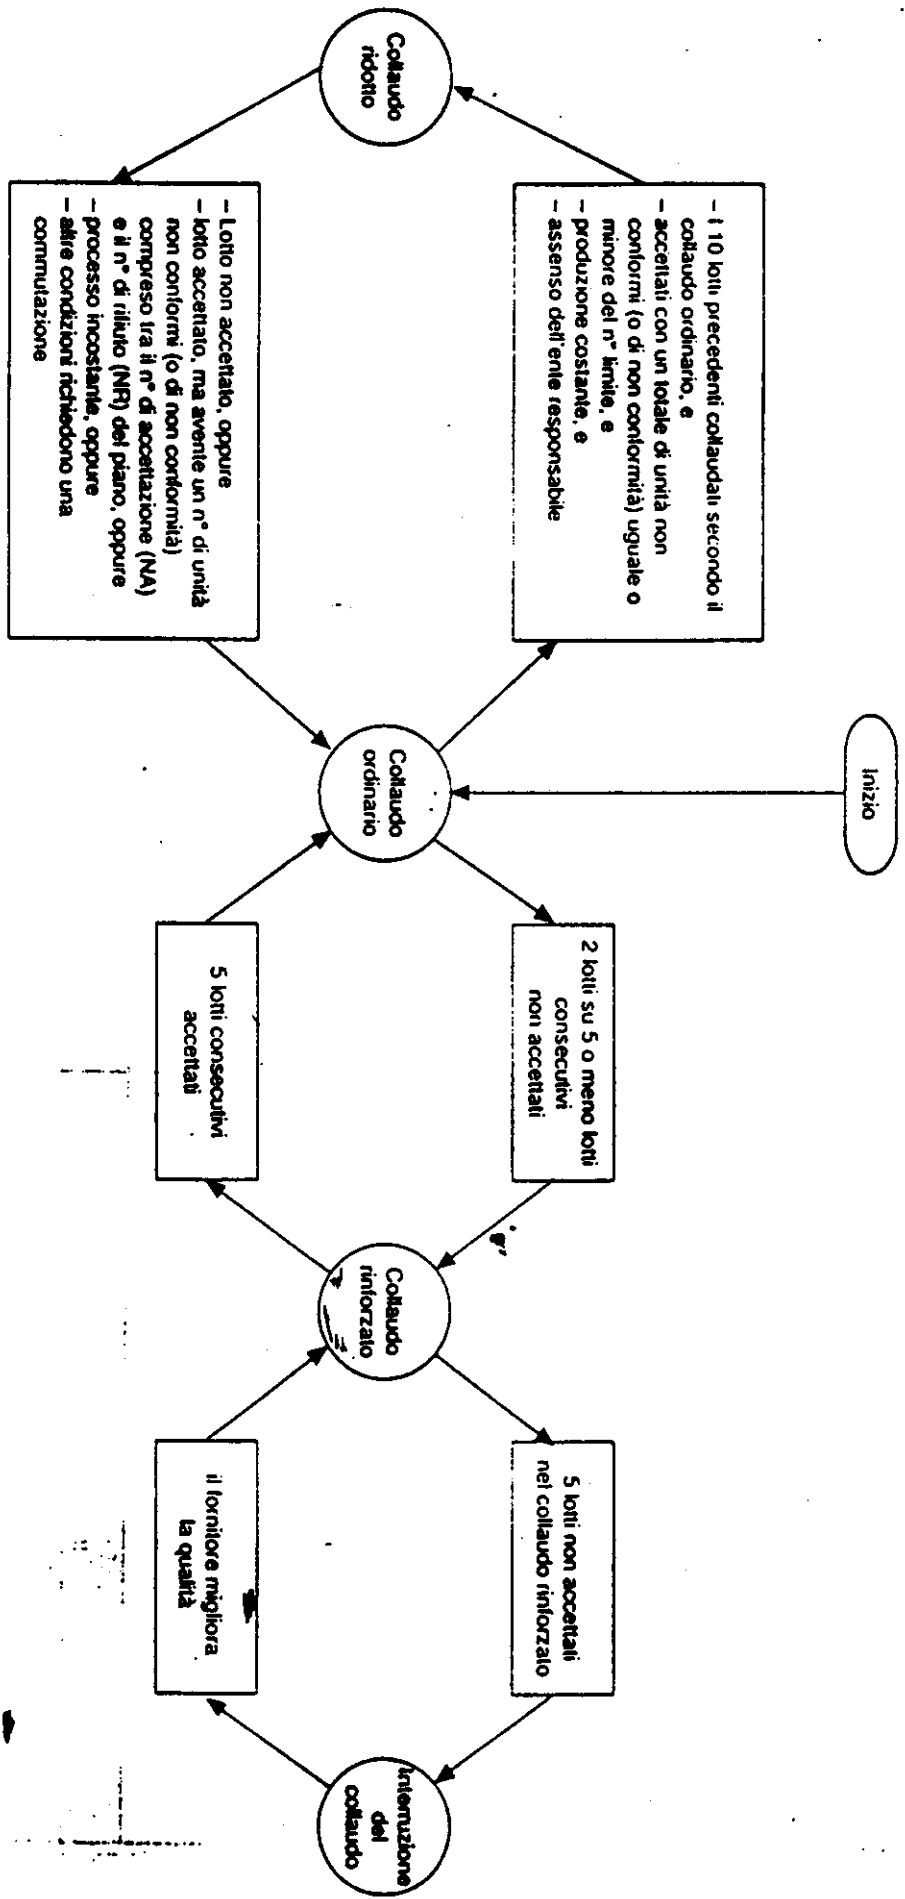 Inizio
– I 10 lotti precedenti collaudati secondo il
collaudo ordinario, e
– accettati con un totale di unità non
conformi (o di non conformità) uguale o
minore del n° limite, e
– produzione costante, e
– assenso dell'ente responsabile
2 lotti su 5 o meno lotti
consecutivi
non accettati
5 lotti non accettati
nel collaudo rinforzato
Collaudo
ridotto
Collaudo
ordinario
Collaudo
rinforzato
Interruzione
del
collaudo
– Lotto non accettato, oppure
– lotto accettato, ma avente un n° di unità
non conformi (o di non conformità)
compreso tra il n° di accettazione (NA)
e il n° di rifiuto (NR) del piano, oppure
– processo incostante, oppure
– altre condizioni richiedono una
commutazione
5 lotti consecutivi
accettati
il fornitore migliora
la qualità